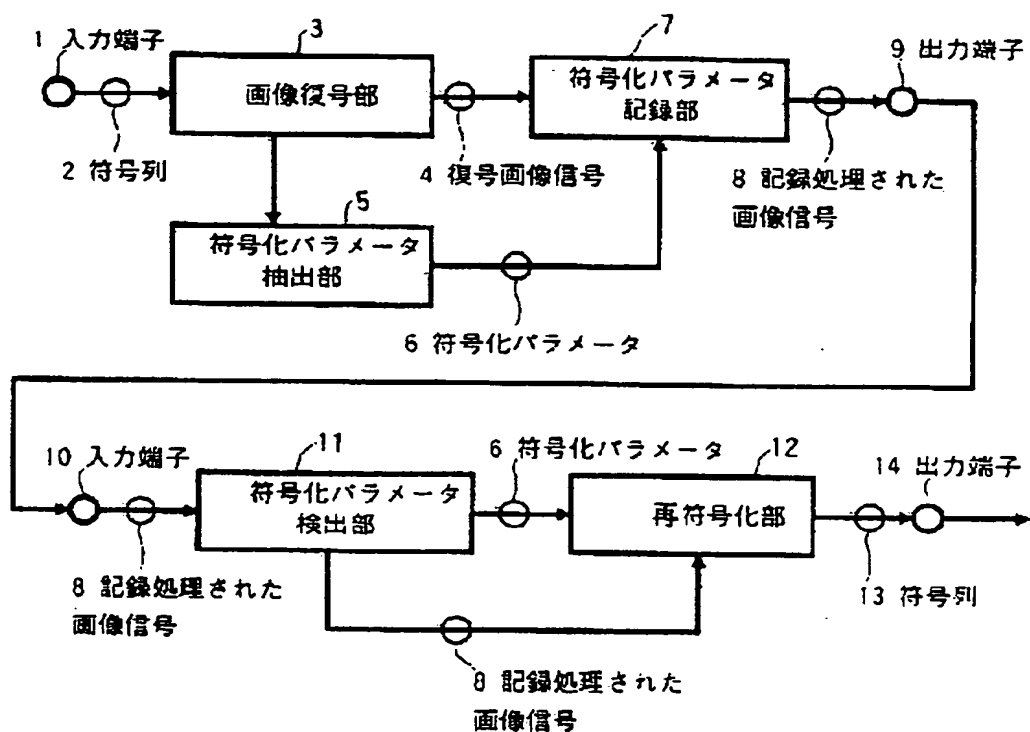 1 入力端子
3
画像復号部
7
符号化パラメータ
記録部
9 出力端子
2 符号列
4 復号画像信号
8 記録処理された
画像信号
5
符号化パラメータ
抽出部
6 符号化パラメータ
10 入力端子
11
符号化パラメータ
検出部
6 符号化パラメータ
12
再符号化部
14 出力端子
8 記録処理された
画像信号
13 符号列
8 記録処理された
画像信号